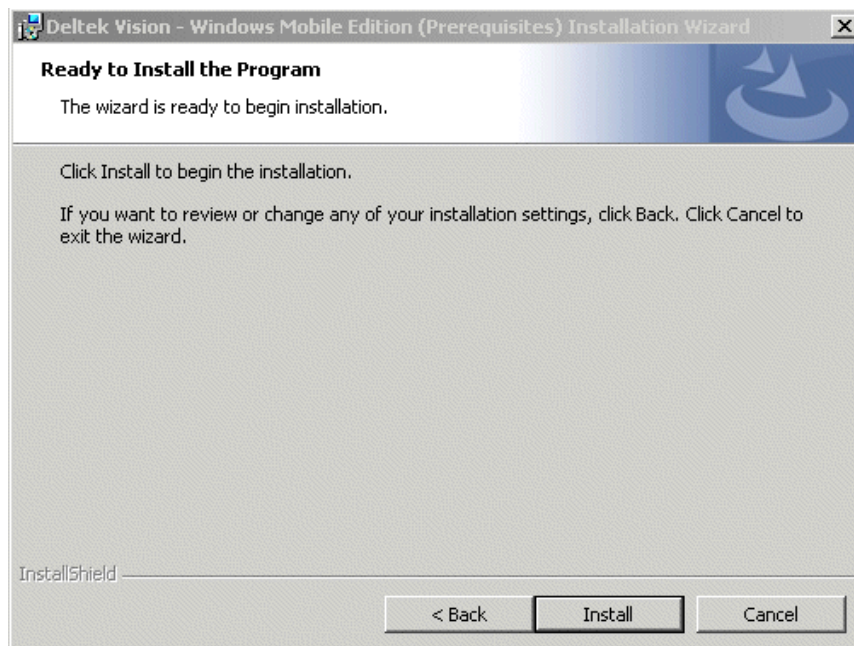 Deltek Vision - Windows Mobile Edition (Prerequisites) Installation Wizard
Ready to Install the Program
The wizard is ready to begin installation.
Click Install to begin the installation.
If you want to review or change any of your installation settings, click Back. Click Cancel to
exit the wizard.
InstallShield
< Back Install Cancel